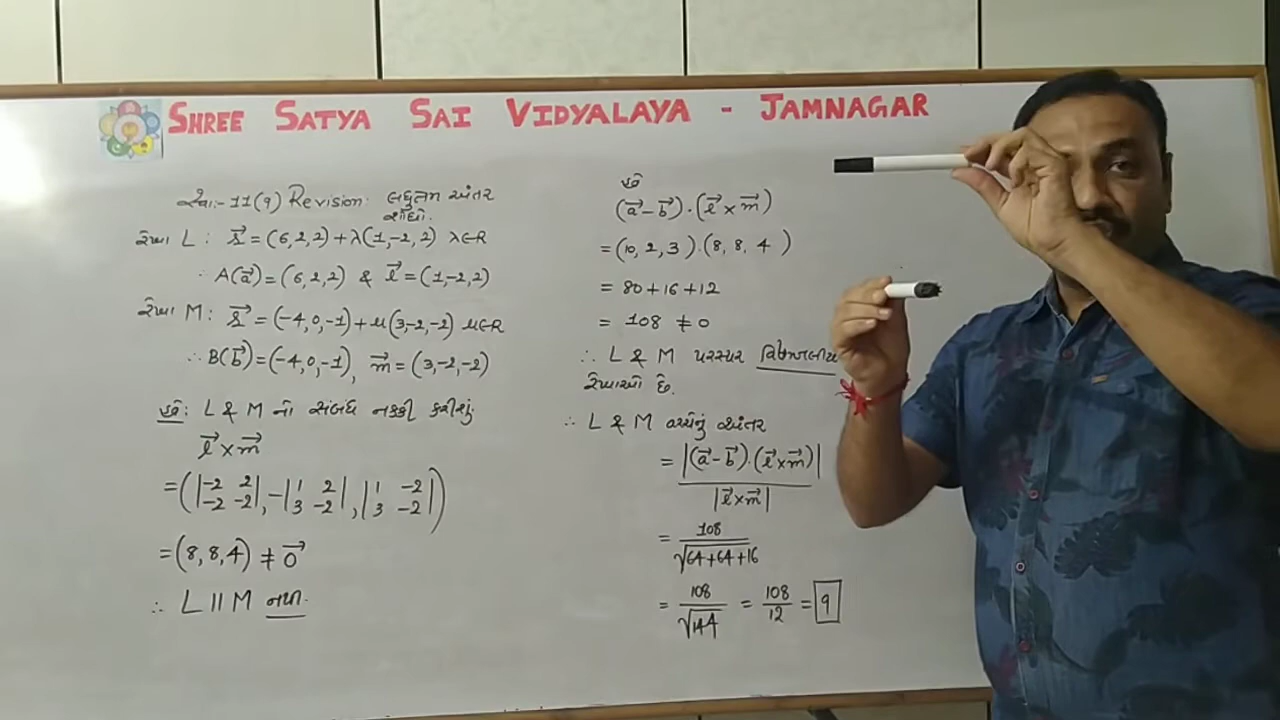 SHREE SATYA SAI VIDYALAYA - JAMNAGAR
સ્વા:- 11(9) Revision: લઘુતમ અંતર
શોધો.
રેખા L: r⃗ = (6,2,2) + λ(1,-2,2) λ∈R
∴ A(a⃗) = (6,2,2) & l⃗ = (1,-2,2)
રેખા M: r⃗ = (-4,0,-1) + μ(3,-2,-2) μ∈R
∴ B(b⃗) = (-4,0,-1), m⃗ = (3,-2,-2)
હવે: L & M નો સંબંધ નક્કી કરીશું
l⃗ × m⃗
= (|-2 2; -2 -2|, -|1 2; 3 -2|, |1 -2; 3 -2|)
= (8,8,4) ≠ 0⃗
∴ L ∥ M નથી.
હવે
(a⃗ - b⃗) · (l⃗ × m⃗)
= (10, 2, 3) · (8, 8, 4)
= 80 + 16 + 12
= 108 ≠ 0
∴ L & M પરસ્પર
રેખાઓ છે.
∴ L & M વચ્ચેનું અંતર
= |(a⃗ - b⃗) · (l⃗ × m⃗)| / |l⃗ × m⃗|
= 108 / √64+64+16
= 108 / √144 = 108 / 12 = 9